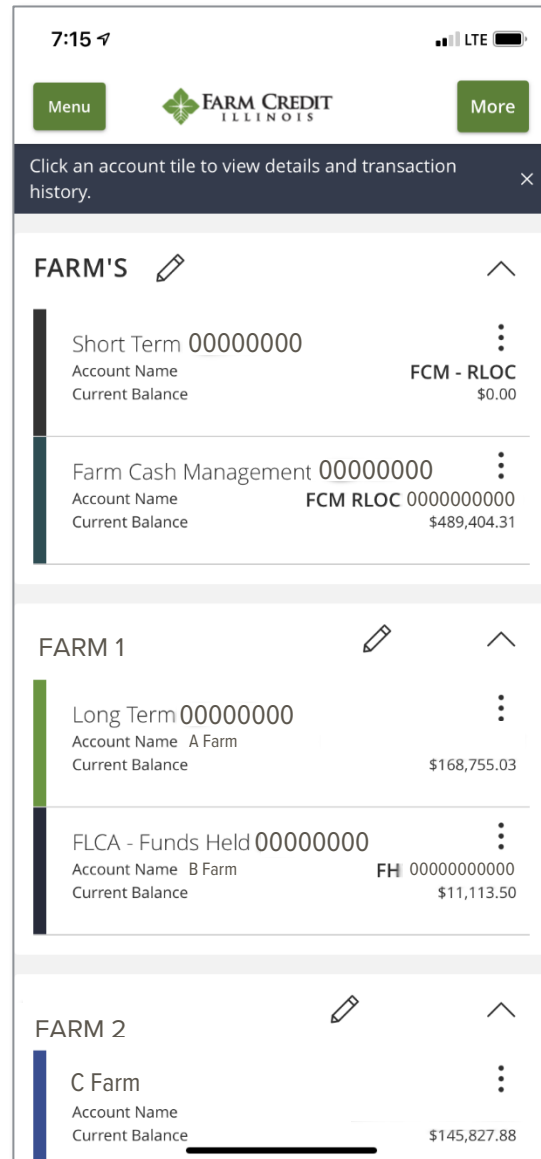 7:15
LTE
Menu
FARM CREDIT
ILLINOIS
More
Click an account tile to view details and transaction
history.
FARM'S
Short Term 00000000
Account Name FCM - RLOC
Current Balance $0.00
Farm Cash Management 00000000
Account Name FCM RLOC 0000000000
Current Balance $489,404.31
FARM 1
Long Term 00000000
Account Name A Farm
Current Balance $168,755.03
FLCA - Funds Held 00000000
Account Name B Farm FH 00000000000
Current Balance $11,113.50
FARM 2
C Farm
Account Name
Current Balance $145,827.88